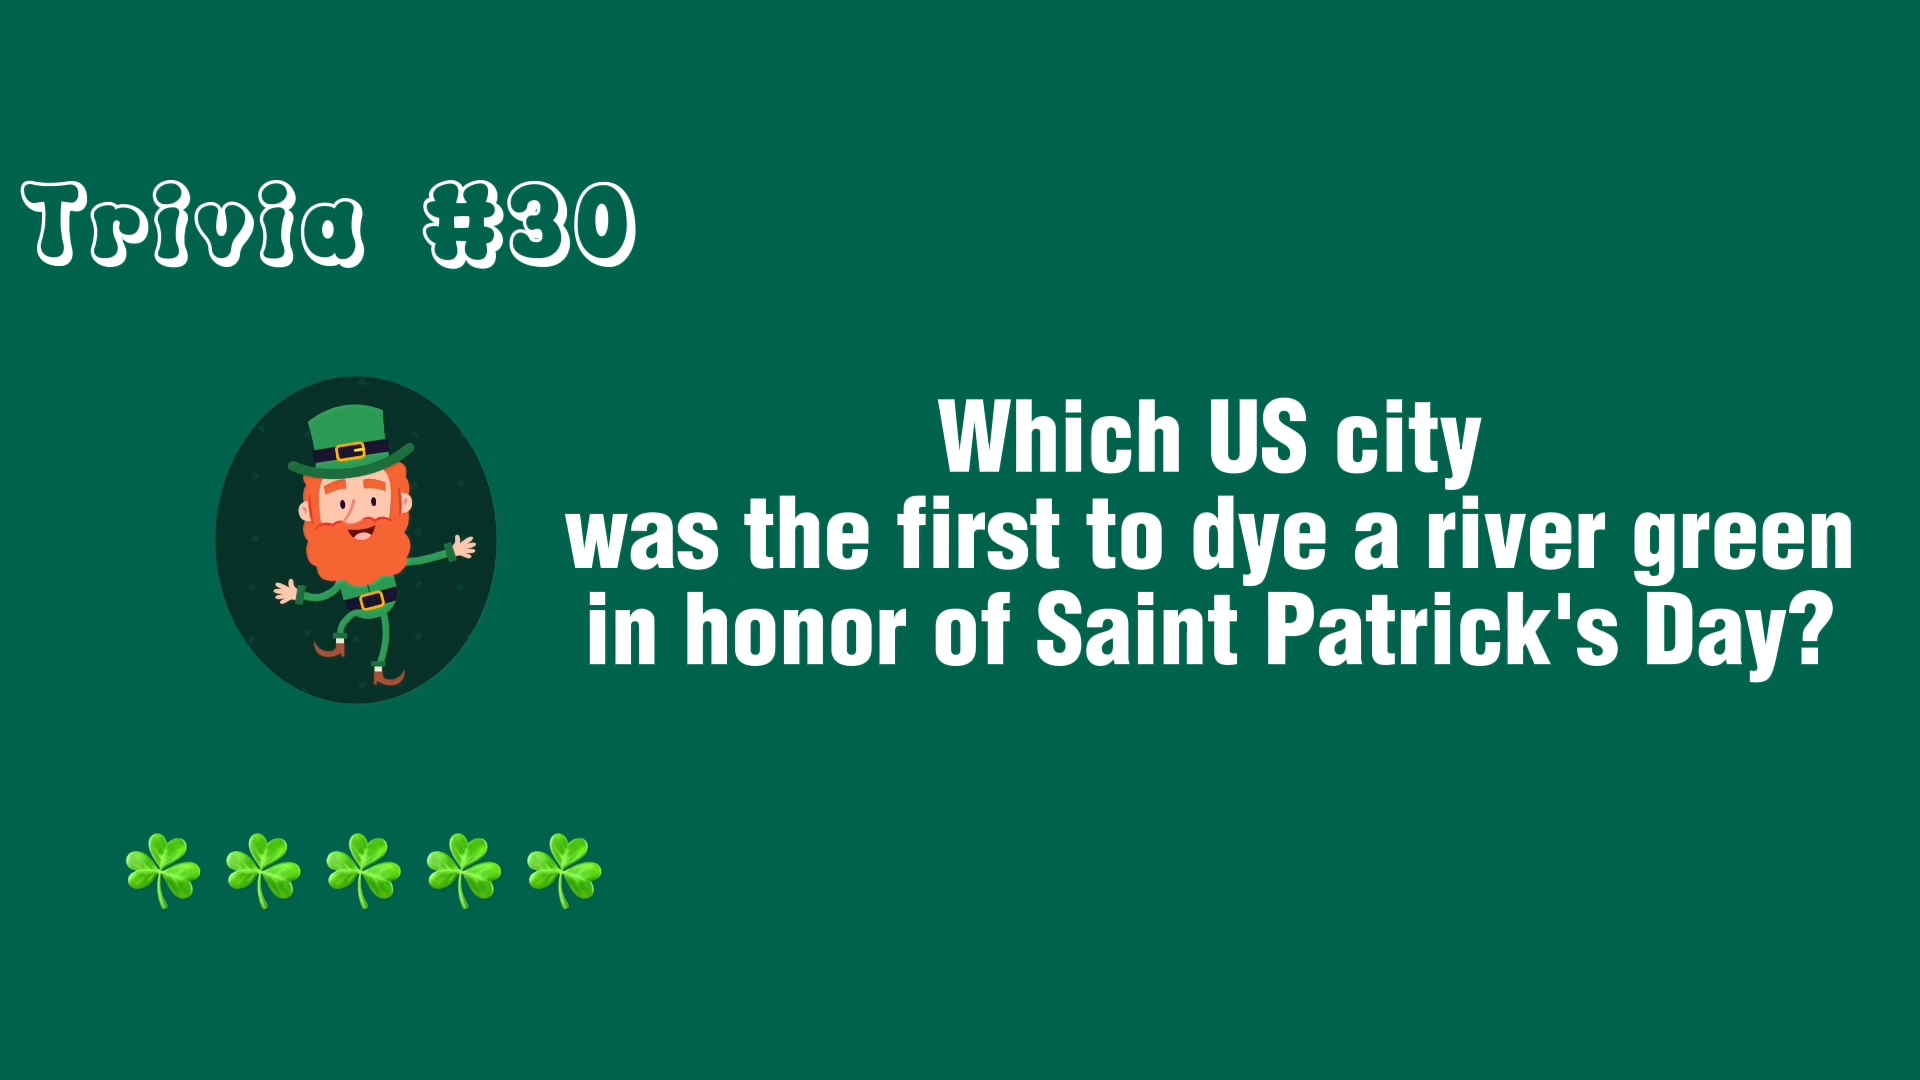 Trivia #30
Which US city
was the first to dye a river green
in honor of Saint Patrick's Day?